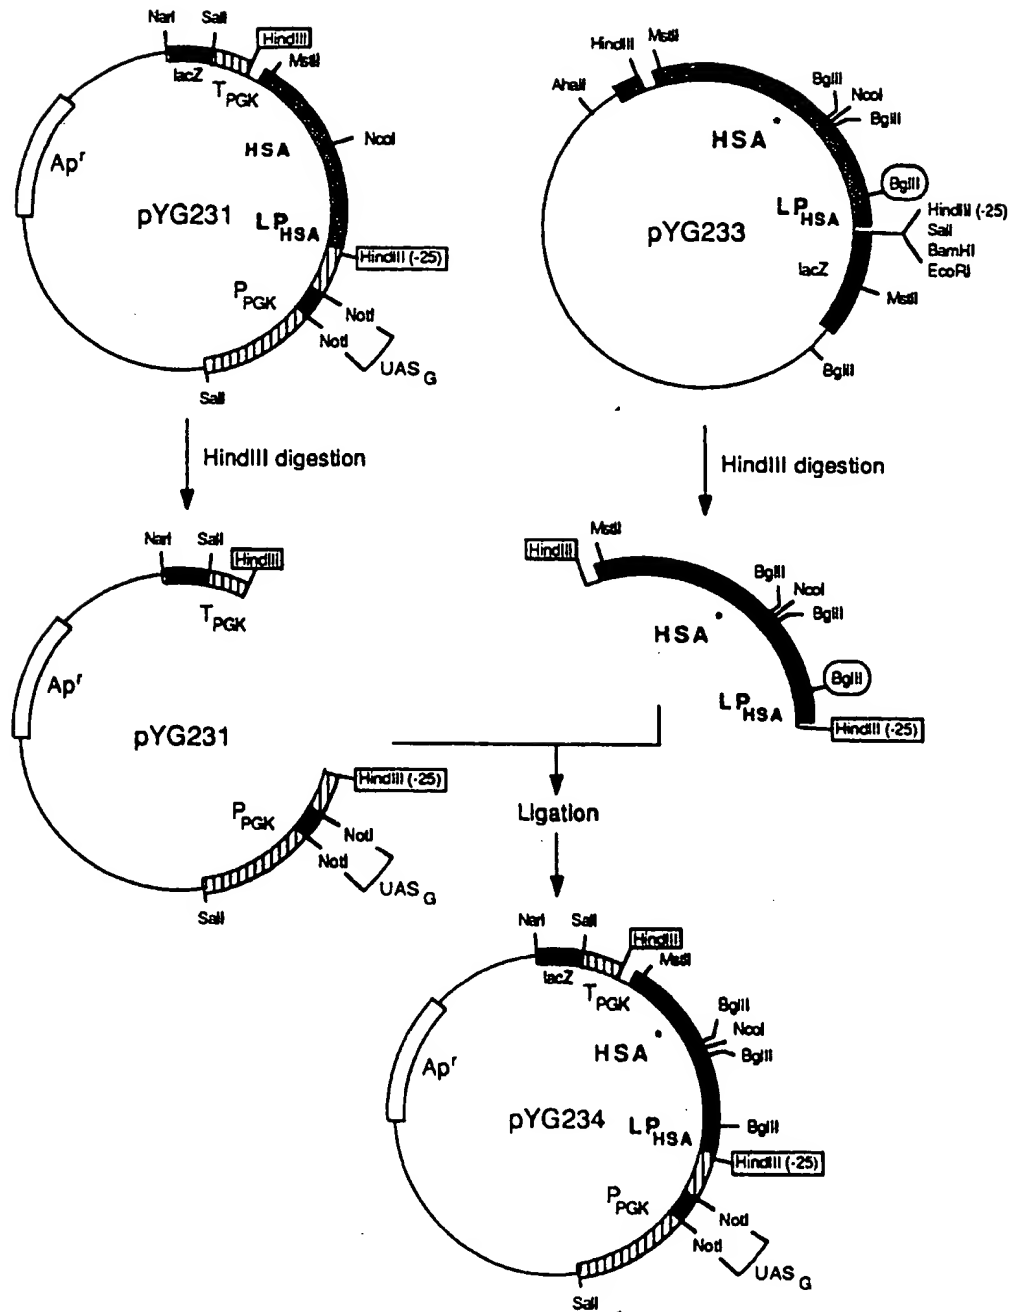 NarI SalI HindIII
MstII
lacZ
T PGK
NcoI
HSA
Ap r
pYG231
LP HSA
HindIII (-25)
P PGK
NotI
NotI
UAS G
SalI
HindIII MstII
AhaII
BglII
NcoI
BglII
HSA *
BglII
LP HSA
pYG233
HindIII (-25)
SalI
BamHI
EcoRI
lacZ
MstII
BglII
HindIII digestion
HindIII digestion
NarI SalI HindIII
T PGK
Ap r
pYG231
HindIII (-25)
P PGK
NotI
NotI
UAS G
SalI
HindIII
MstII
BglII
NcoI
BglII
HSA *
BglII
LP HSA
HindIII (-25)
Ligation
NarI SalI HindIII
MstII
lacZ
T PGK
BglII
NcoI
BglII
HSA *
Ap r
pYG234
LP HSA
BglII
HindIII (-25)
P PGK
NotI
NotI
UAS G
SalI